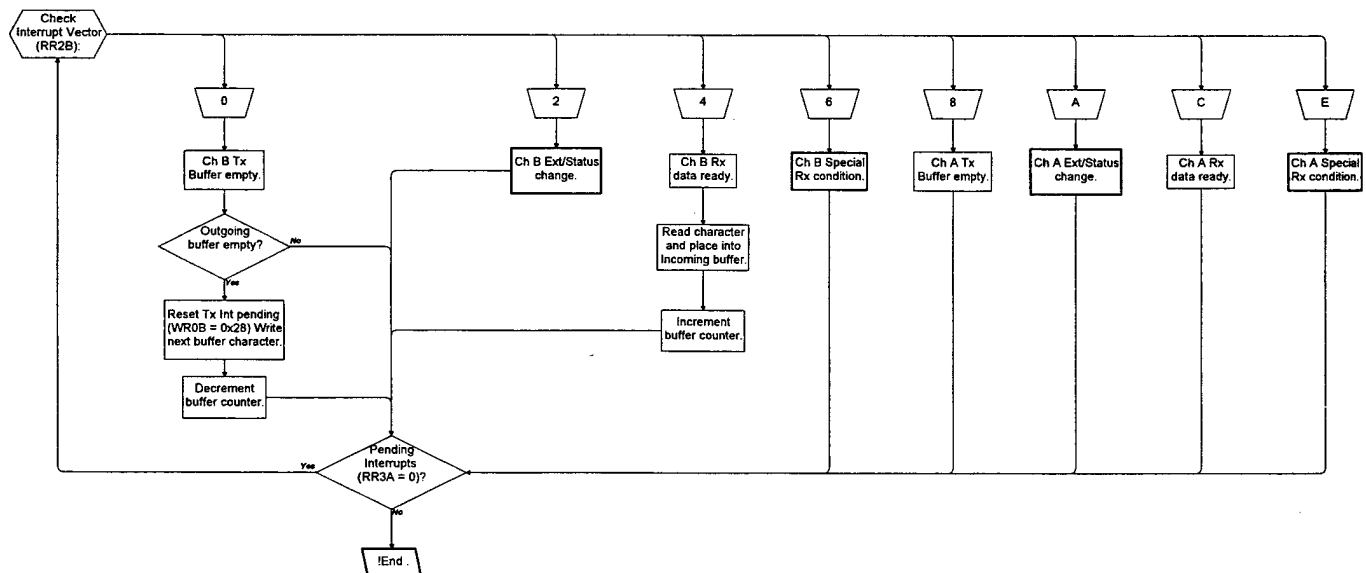 Check
Interrupt Vector
(RR2B):
0
2
4
6
8
A
C
E
Ch B Tx
Buffer empty.
Ch B Ext/Status
change.
Ch B Rx
data ready.
Ch B Special
Rx condition.
Ch A Tx
Buffer empty.
Ch A Ext/Status
change.
Ch A Rx
data ready.
Ch A Special
Rx condition.
Outgoing
buffer empty?
No
Yes
Read character
and place into
Incoming buffer.
Reset Tx Int pending
(WR0B = 0x28) Write
next buffer character.
Increment
buffer counter.
Decrement
buffer counter.
Pending
Interrupts
(RR3A = 0)?
Yes
No
!End .